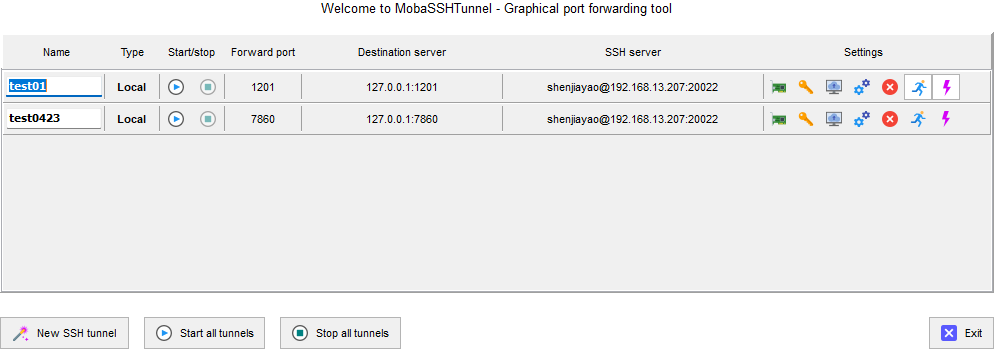 Welcome to MobaSSHTunnel - Graphical port forwarding tool
Name Type Start/stop Forward port Destination server SSH server Settings
test01 Local 1201 127.0.0.1:1201 shenjiayao@192.168.13.207:20022
test0423 Local 7860 127.0.0.1:7860 shenjiayao@192.168.13.207:20022
New SSH tunnel Start all tunnels Stop all tunnels Exit